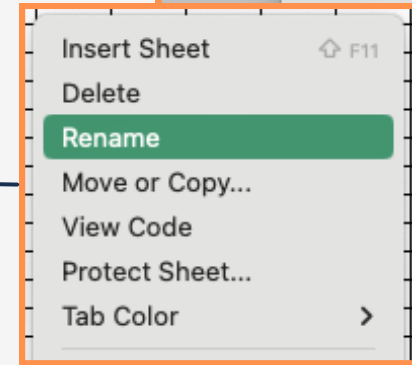 Insert Sheet ⇧ F11
Delete
Rename
Move or Copy...
View Code
Protect Sheet...
Tab Color